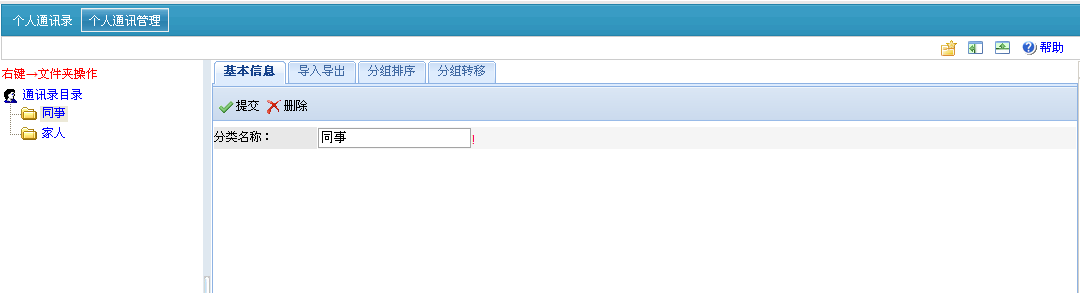 个人通讯录 个人通讯管理
帮助
右键→文件夹操作
通讯录目录
同事
家人
基本信息 导入导出 分组排序 分组转移
提交 删除
分类名称： 同事 !